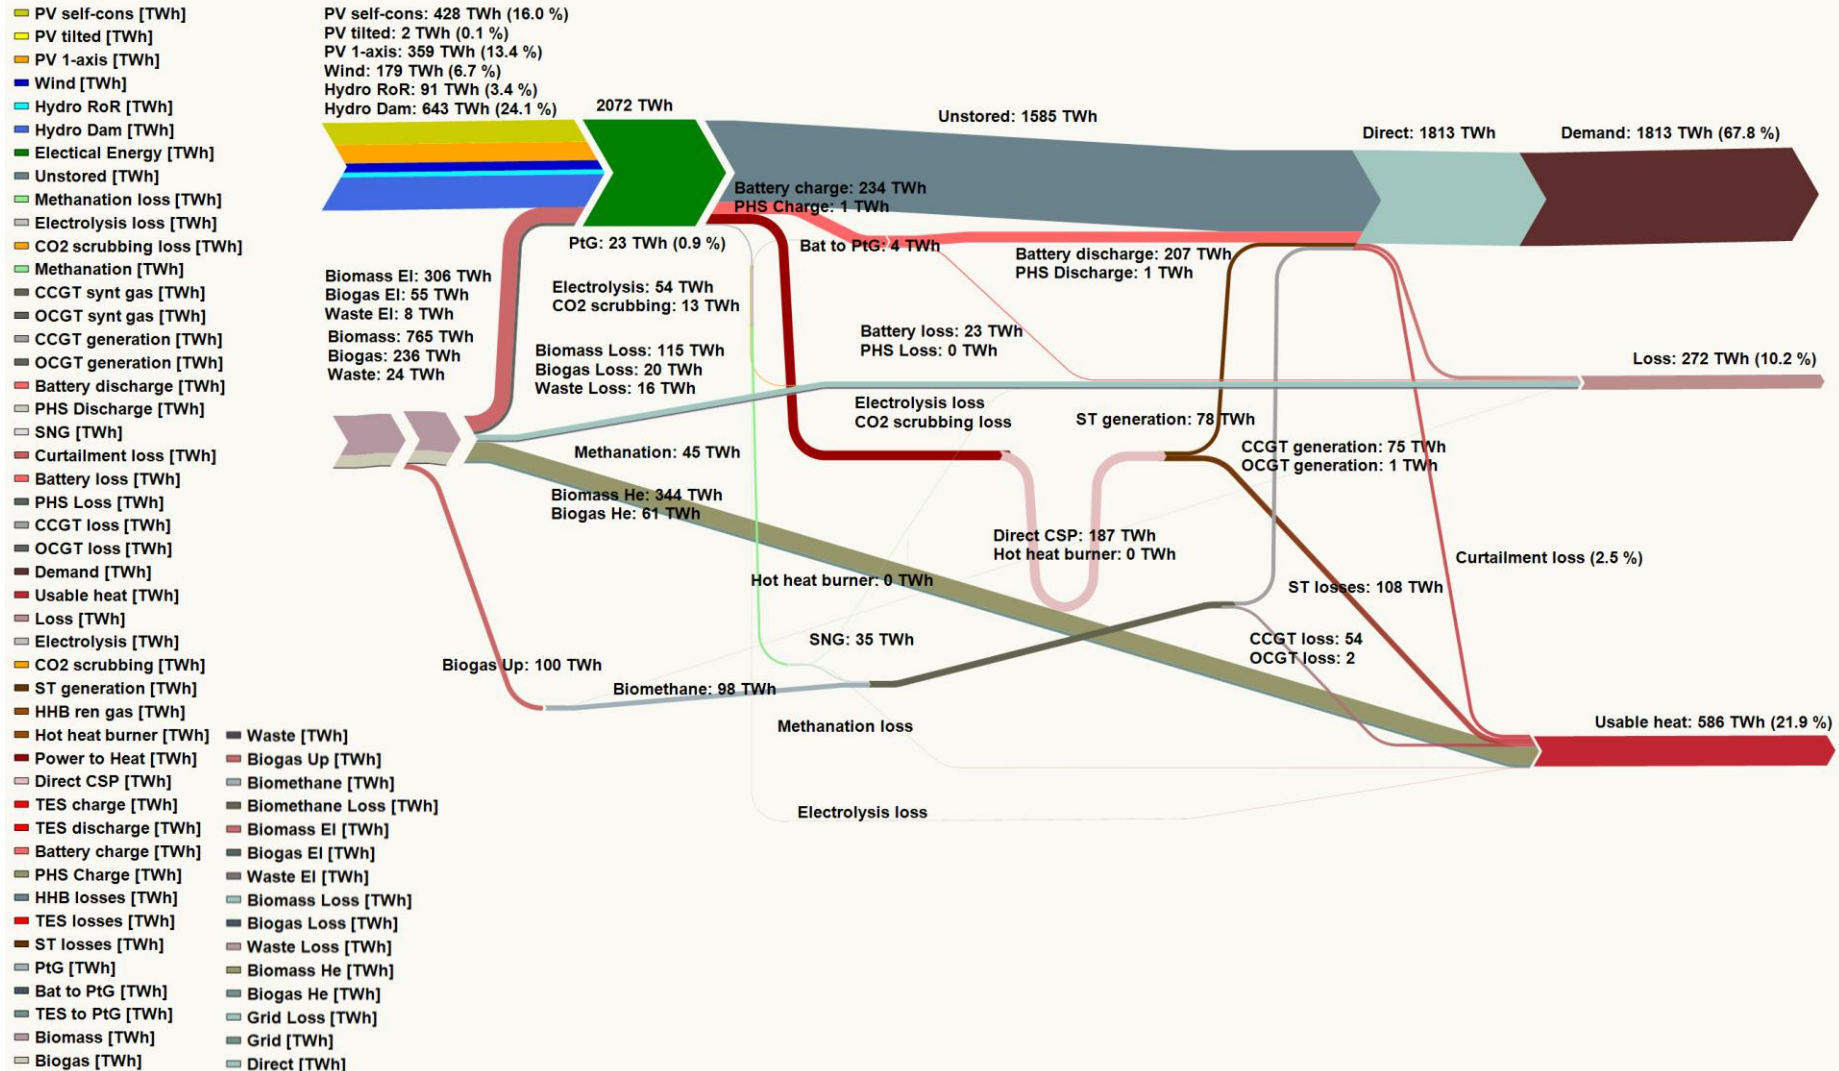 PV self-cons [TWh]
PV tilted [TWh]
PV 1-axis [TWh]
Wind [TWh]
Hydro RoR [TWh]
Hydro Dam [TWh]
Electical Energy [TWh]
Unstored [TWh]
Methanation loss [TWh]
Electrolysis loss [TWh]
CO2 scrubbing loss [TWh]
Methanation [TWh]
CCGT synt gas [TWh]
OCGT synt gas [TWh]
CCGT generation [TWh]
OCGT generation [TWh]
Battery discharge [TWh]
PHS Discharge [TWh]
SNG [TWh]
Curtailment loss [TWh]
Battery loss [TWh]
PHS Loss [TWh]
CCGT loss [TWh]
OCGT loss [TWh]
Demand [TWh]
Usable heat [TWh]
Loss [TWh]
Electrolysis [TWh]
CO2 scrubbing [TWh]
ST generation [TWh]
HHB ren gas [TWh]
Hot heat burner [TWh]
Power to Heat [TWh]
Direct CSP [TWh]
TES charge [TWh]
TES discharge [TWh]
Battery charge [TWh]
PHS Charge [TWh]
HHB losses [TWh]
TES losses [TWh]
ST losses [TWh]
PtG [TWh]
Bat to PtG [TWh]
TES to PtG [TWh]
Biomass [TWh]
Biogas [TWh]
Waste [TWh]
Biogas Up [TWh]
Biomethane [TWh]
Biomethane Loss [TWh]
Biomass El [TWh]
Biogas El [TWh]
Waste El [TWh]
Biomass Loss [TWh]
Biogas Loss [TWh]
Waste Loss [TWh]
Biomass He [TWh]
Biogas He [TWh]
Grid Loss [TWh]
Grid [TWh]
Direct [TWh]
PV self-cons: 428 TWh (16.0 %)
PV tilted: 2 TWh (0.1 %)
PV 1-axis: 359 TWh (13.4 %)
Wind: 179 TWh (6.7 %)
Hydro RoR: 91 TWh (3.4 %)
Hydro Dam: 643 TWh (24.1 %)
2072 TWh
Unstored: 1585 TWh
Direct: 1813 TWh
Demand: 1813 TWh (67.8 %)
Battery charge: 234 TWh
PHS Charge: 1 TWh
PtG: 23 TWh (0.9 %)
Bat to PtG: 4 TWh
Battery discharge: 207 TWh
PHS Discharge: 1 TWh
Biomass El: 306 TWh
Biogas El: 55 TWh
Waste El: 8 TWh
Biomass: 765 TWh
Biogas: 236 TWh
Waste: 24 TWh
Electrolysis: 54 TWh
CO2 scrubbing: 13 TWh
Biomass Loss: 115 TWh
Biogas Loss: 20 TWh
Waste Loss: 16 TWh
Battery loss: 23 TWh
PHS Loss: 0 TWh
Loss: 272 TWh (10.2 %)
Electrolysis loss
CO2 scrubbing loss
ST generation: 78 TWh
CCGT generation: 75 TWh
OCGT generation: 1 TWh
Methanation: 45 TWh
Biomass He: 344 TWh
Biogas He: 61 TWh
Direct CSP: 187 TWh
Hot heat burner: 0 TWh
Hot heat burner: 0 TWh
Curtailment loss (2.5 %)
ST losses: 108 TWh
SNG: 35 TWh
CCGT loss: 54
OCGT loss: 2
Biogas Up: 100 TWh
Biomethane: 98 TWh
Methanation loss
Usable heat: 586 TWh (21.9 %)
Electrolysis loss